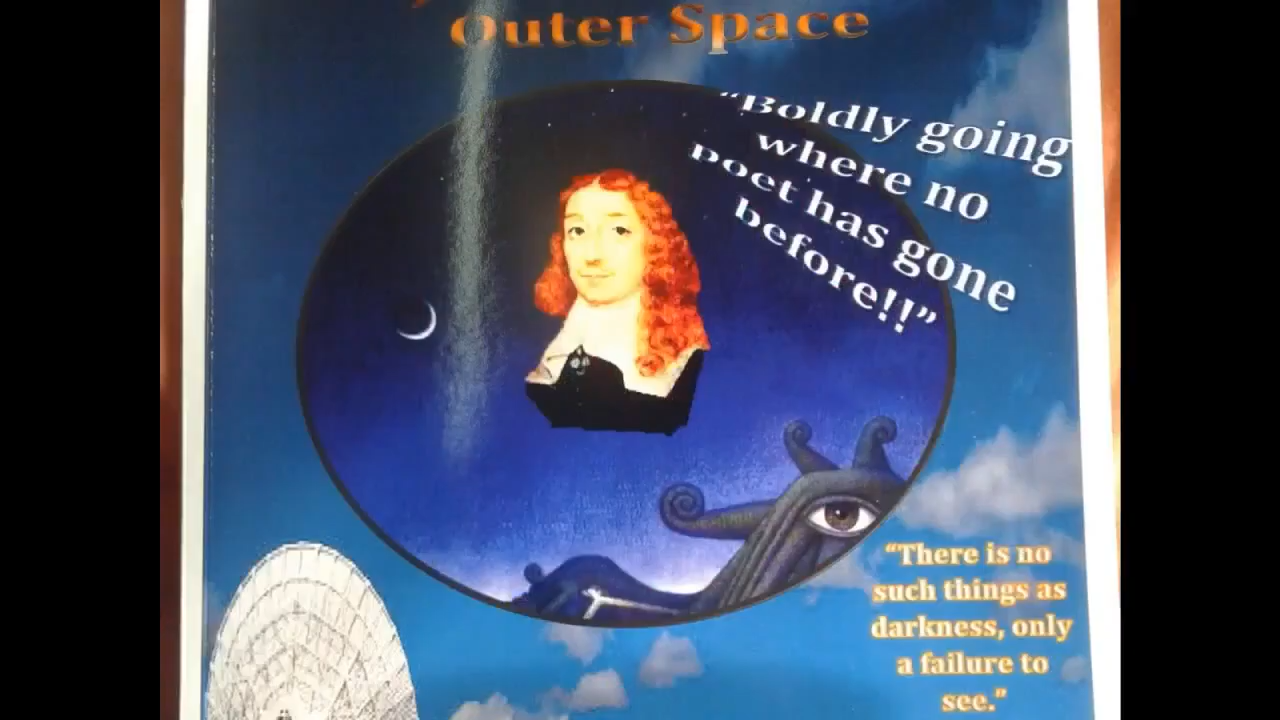 Outer Space
“Boldly going
where no
poet has gone
before!!”
“There is no
such things as
darkness, only
a failure to
see.”